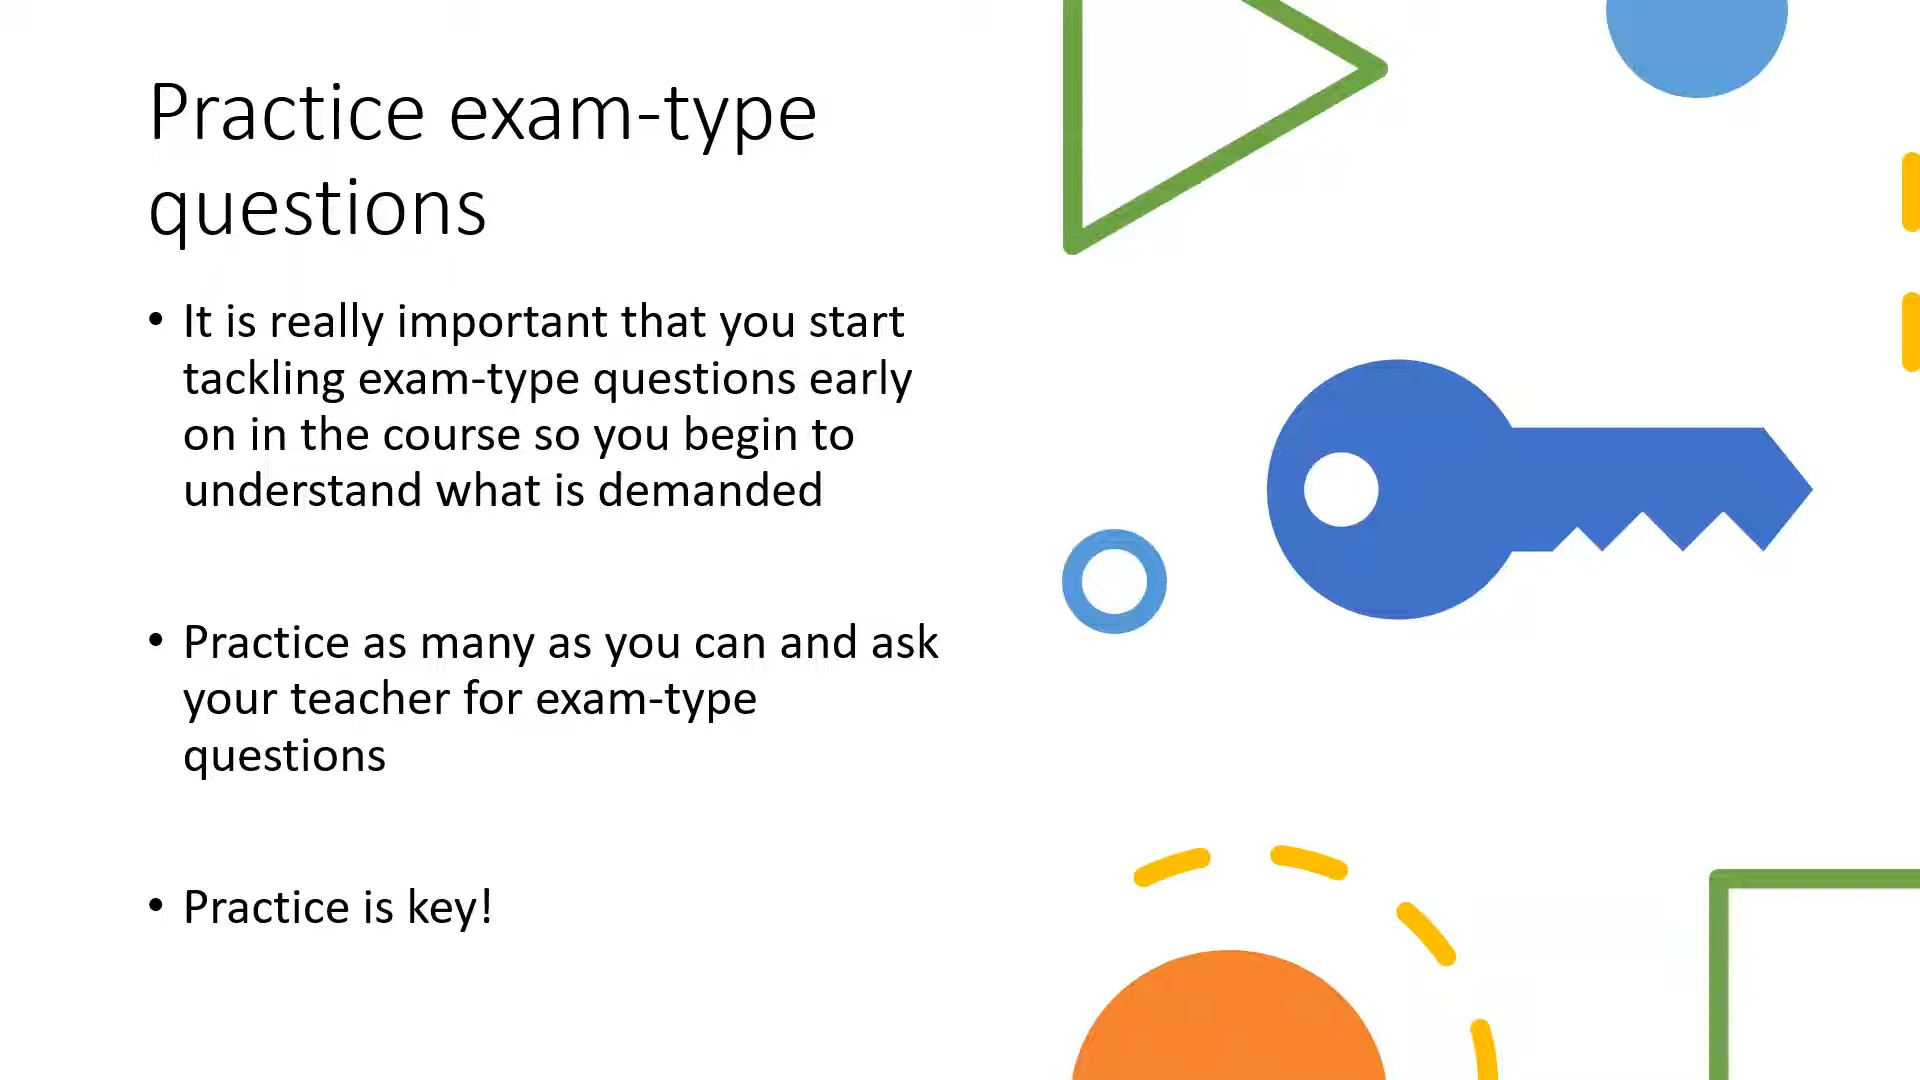 Practice exam-type
questions
• It is really important that you start
tackling exam-type questions early
on in the course so you begin to
understand what is demanded
• Practice as many as you can and ask
your teacher for exam-type
questions
• Practice is key!